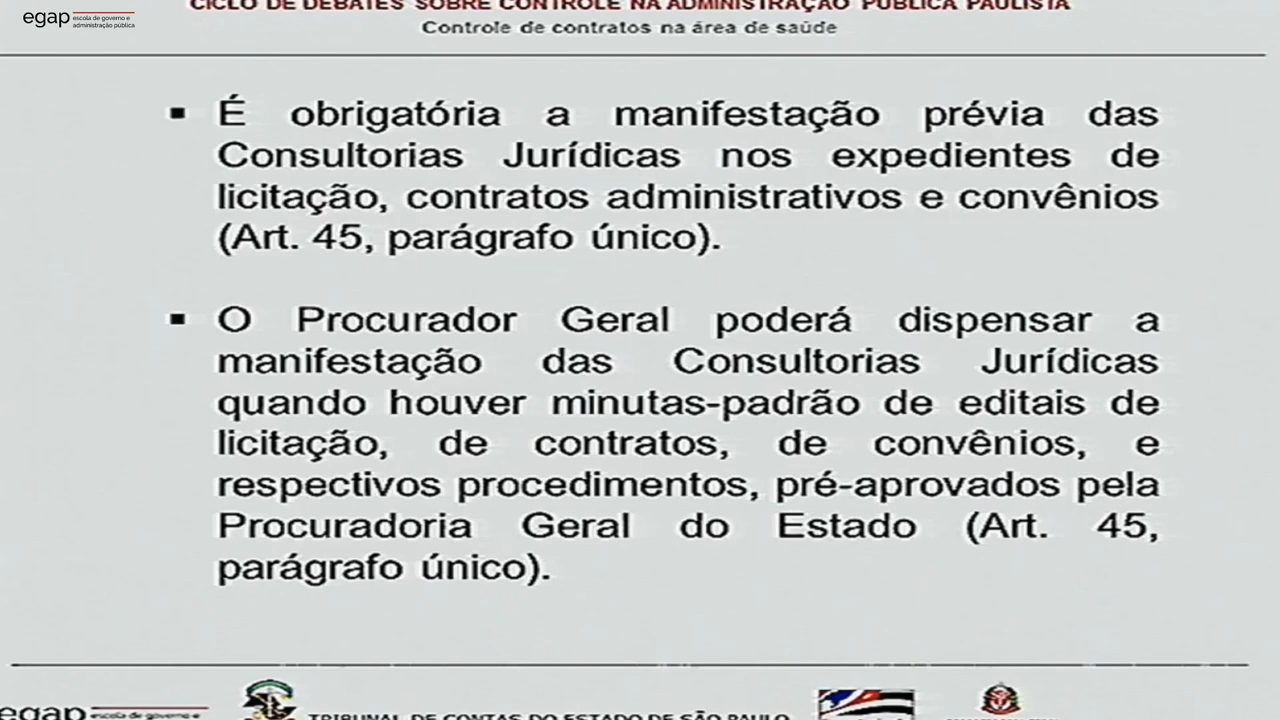 CICLO DE DEBATES SOBRE CONTROLE NA ADMINISTRAÇÃO PÚBLICA PAULISTA
egap escola de governo e
administração pública
Controle de contratos na área de saúde
▪ É obrigatória a manifestação prévia das
Consultorias Jurídicas nos expedientes de
licitação, contratos administrativos e convênios
(Art. 45, parágrafo único).
▪ O Procurador Geral poderá dispensar a
manifestação das Consultorias Jurídicas
quando houver minutas-padrão de editais de
licitação, de contratos, de convênios, e
respectivos procedimentos, pré-aprovados pela
Procuradoria Geral do Estado (Art. 45,
parágrafo único).
egap escola de governo e
TRIBUNAL DE CONTAS DO ESTADO DE SÃO PAULO